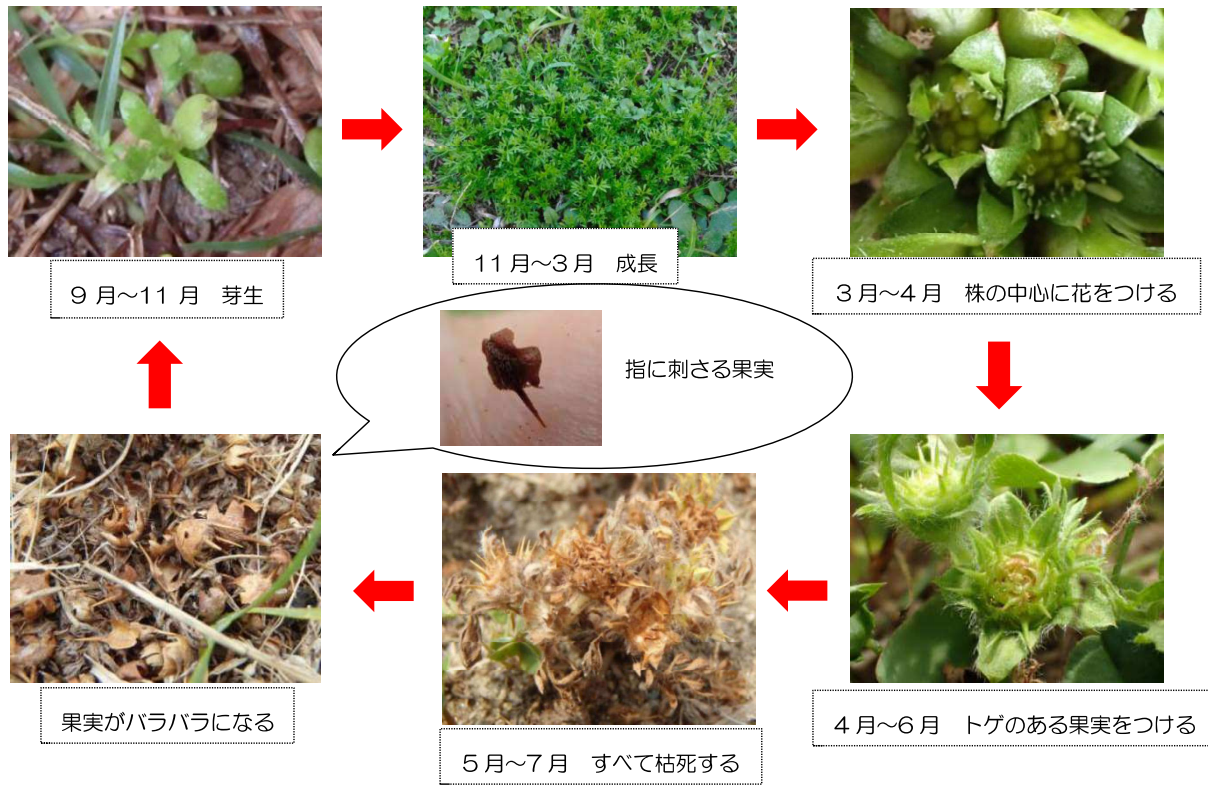 9月～11月　芽生
11月～3月　成長
3月～4月　株の中心に花をつける
指に刺さる果実
4月～6月　トゲのある果実をつける
5月～7月　すべて枯死する
果実がバラバラになる